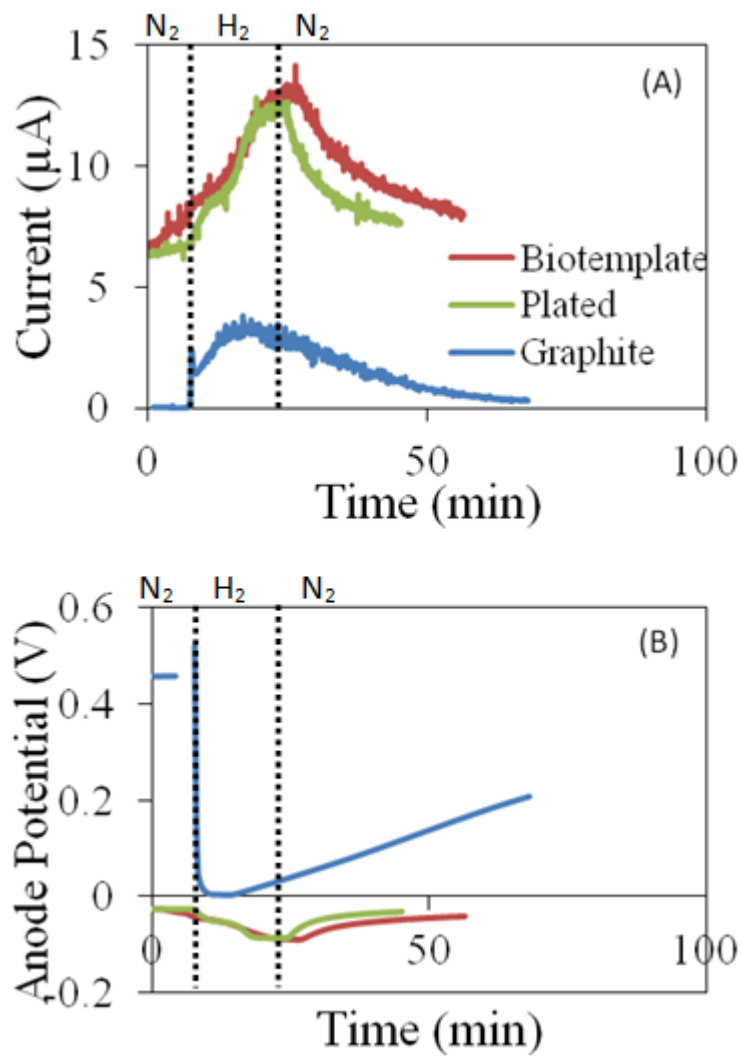 N₂ H₂ N₂
15
(A)
10
Current (µA)
Biotemplate
5
Plated
Graphite
0
0 50 100
Time (min)
N₂ H₂ N₂
0.6
(B)
0.4
Anode Potential (V)
0.2
0
0 50 100
-0.2
Time (min)